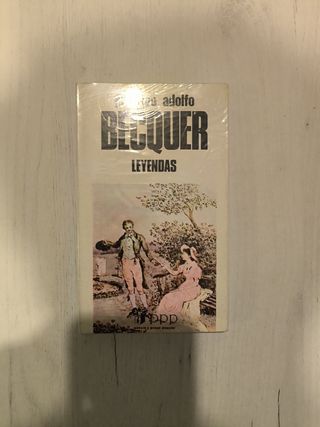 adolfo
BECQUER
LEYENDAS
ppp